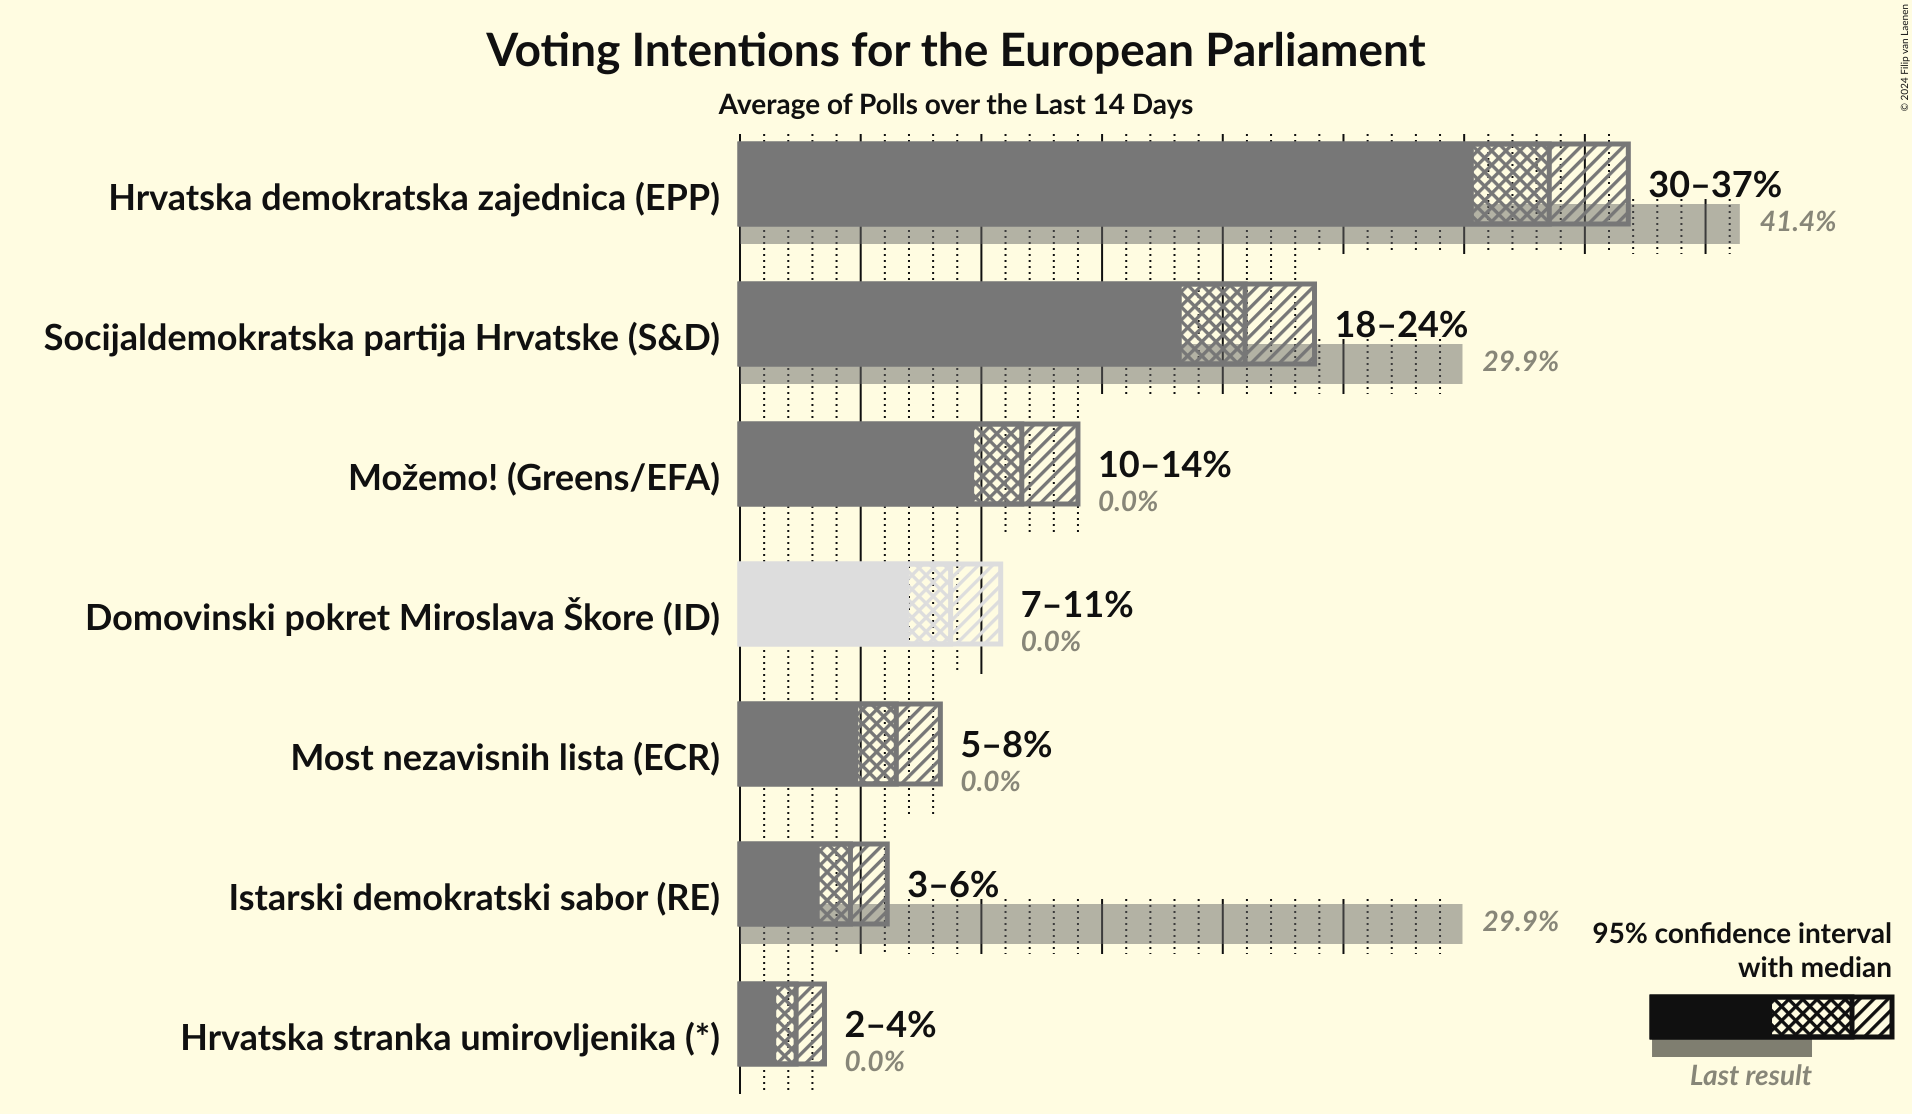 Voting Intentions for the European Parliament
Average of Polls over the Last 14 Days
© 2024 Filip van Laenen
Hrvatska demokratska zajednica (EPP)
30–37%
41.4%
Socijaldemokratska partija Hrvatske (S&D)
18–24%
29.9%
Možemo! (Greens/EFA)
10–14%
0.0%
Domovinski pokret Miroslava Škore (ID)
7–11%
0.0%
Most nezavisnih lista (ECR)
5–8%
0.0%
Istarski demokratski sabor (RE)
3–6%
29.9%
Hrvatska stranka umirovljenika (*)
2–4%
0.0%
95% confidence interval
with median
Last result